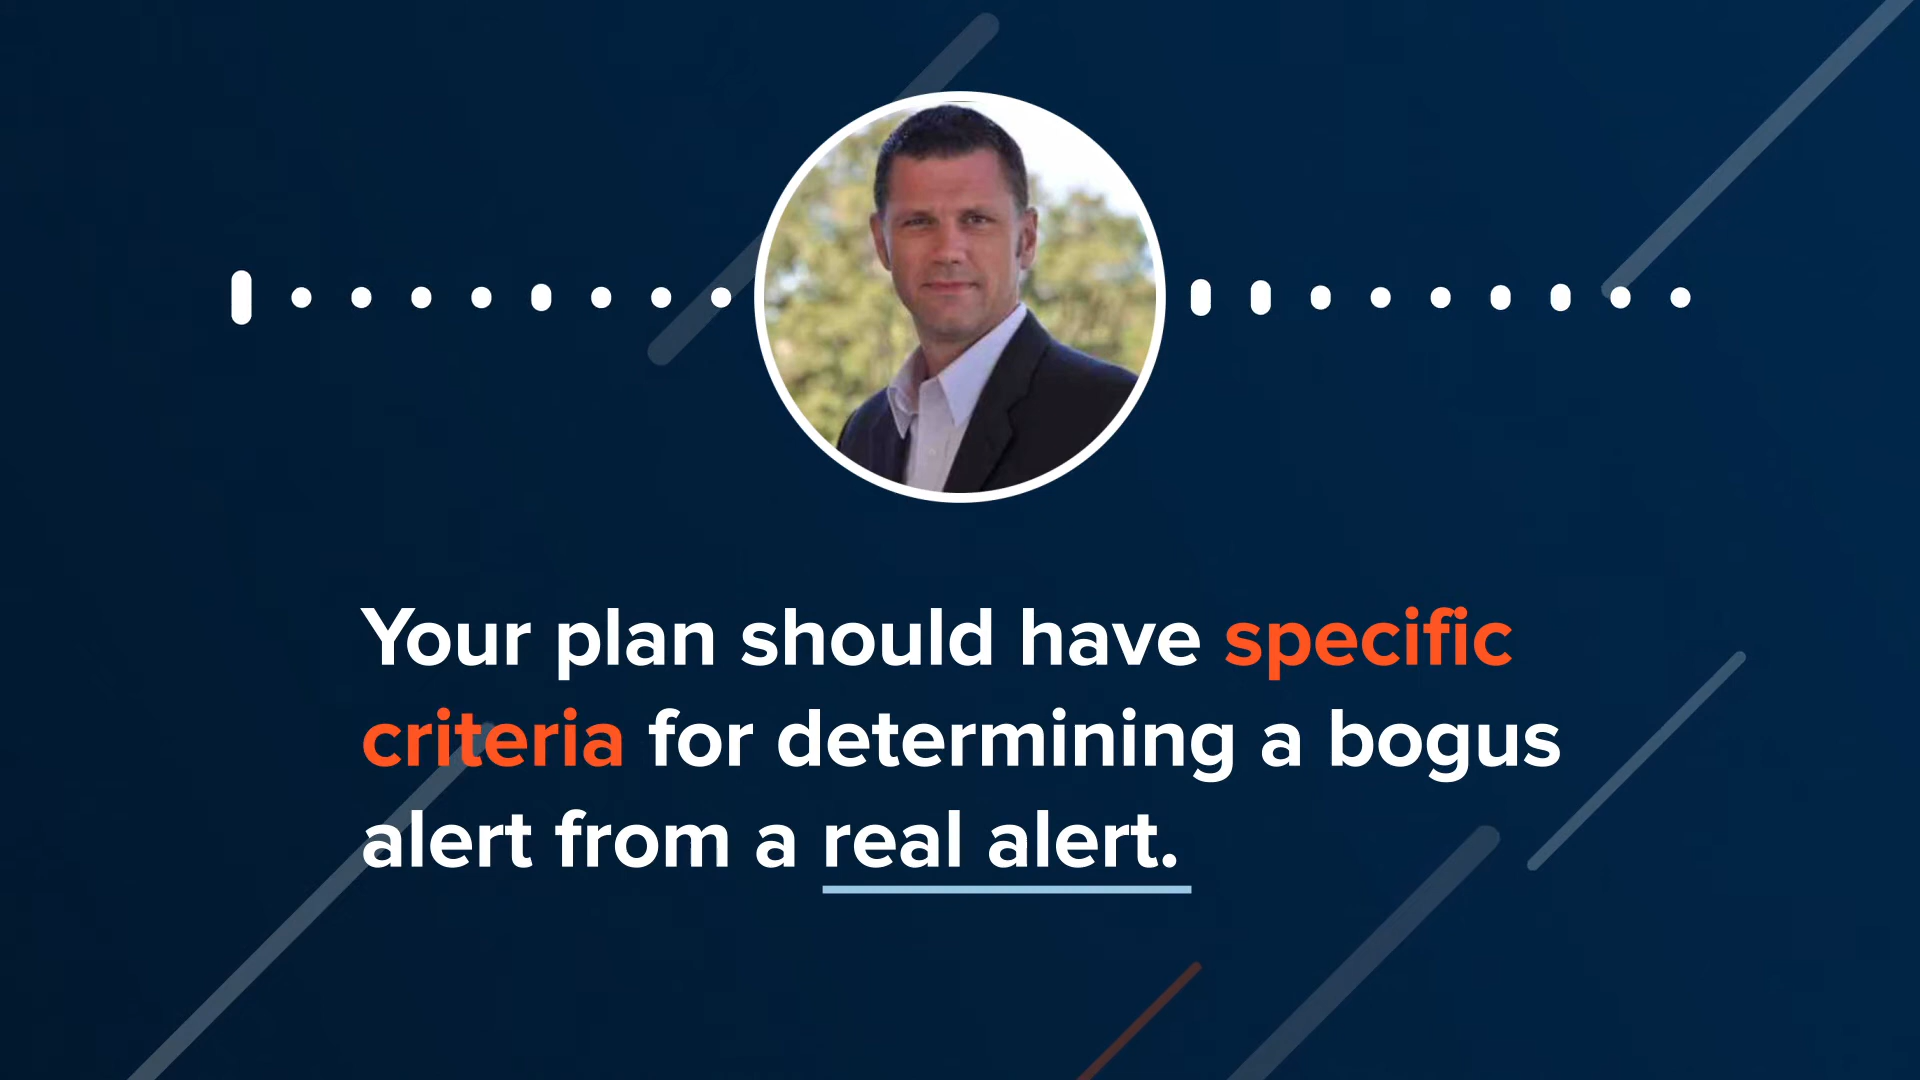 Your plan should have specific
criteria for determining a bogus
alert from a real alert.